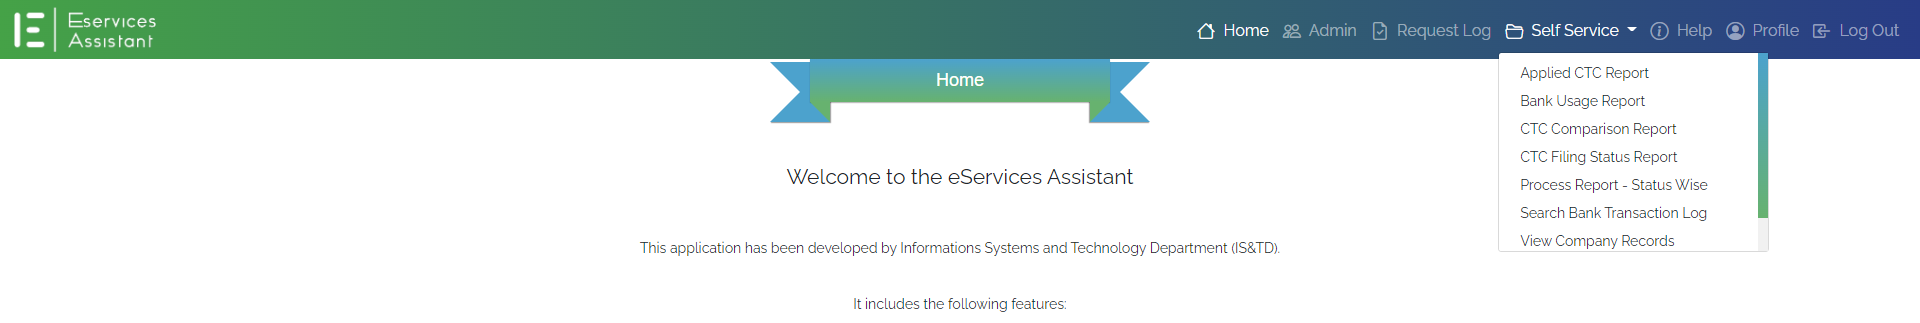 Eservices
Assistant
Home Admin Request Log Self Service Help Profile Log Out
Home
Applied CTC Report
Bank Usage Report
CTC Comparison Report
CTC Filing Status Report
Process Report - Status Wise
Search Bank Transaction Log
View Company Records
Welcome to the eServices Assistant
This application has been developed by Informations Systems and Technology Department (IS&TD).
It includes the following features: